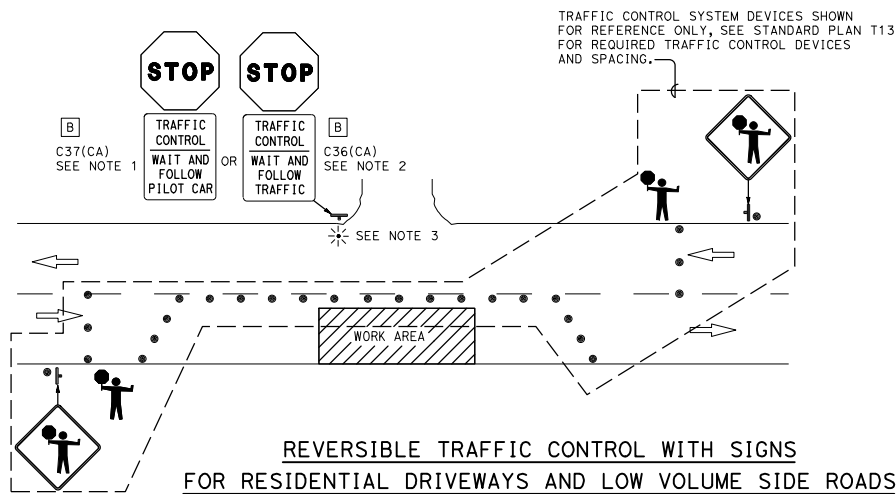 TRAFFIC CONTROL SYSTEM DEVICES SHOWN
FOR REFERENCE ONLY, SEE STANDARD PLAN T13
FOR REQUIRED TRAFFIC CONTROL DEVICES
AND SPACING.
STOP
STOP
B
C37(CA)
SEE NOTE 1
TRAFFIC
CONTROL
WAIT AND
FOLLOW
PILOT CAR
OR
TRAFFIC
CONTROL
WAIT AND
FOLLOW
TRAFFIC
B
C36(CA)
SEE NOTE 2
SEE NOTE 3
WORK AREA
REVERSIBLE TRAFFIC CONTROL WITH SIGNS
FOR RESIDENTIAL DRIVEWAYS AND LOW VOLUME SIDE ROADS